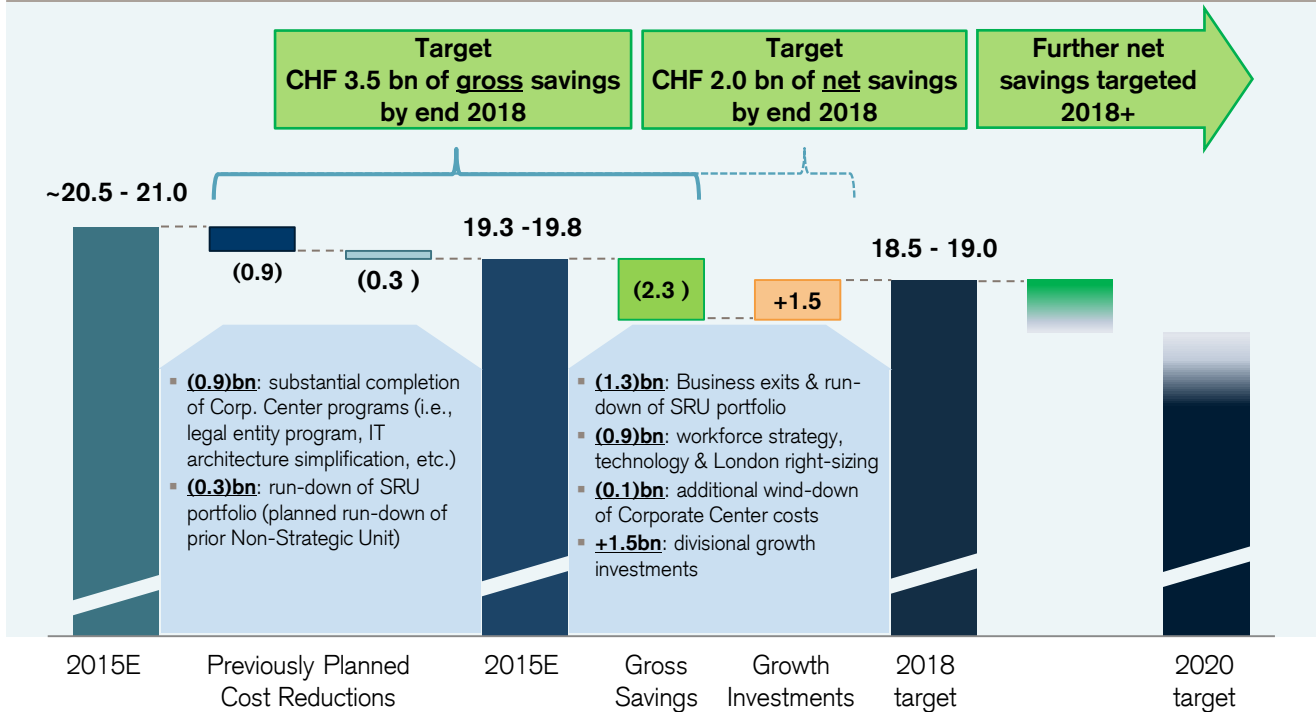 Target
CHF 3.5 bn of gross savings
by end 2018
Target
CHF 2.0 bn of net savings
by end 2018
Further net
savings targeted
2018+
~20.5 - 21.0
(0.9)
(0.3 )
19.3 -19.8
(2.3 )
+1.5
18.5 - 19.0
▪ (0.9)bn: substantial completion
of Corp. Center programs (i.e.,
legal entity program, IT
architecture simplification, etc.)
▪ (0.3)bn: run-down of SRU
portfolio (planned run-down of
prior Non-Strategic Unit)
▪ (1.3)bn: Business exits & run-
down of SRU portfolio
▪ (0.9)bn: workforce strategy,
technology & London right-sizing
▪ (0.1)bn: additional wind-down
of Corporate Center costs
▪ +1.5bn: divisional growth
investments
2015E
Previously Planned
Cost Reductions
2015E
Gross
Savings
Growth
Investments
2018
target
2020
target